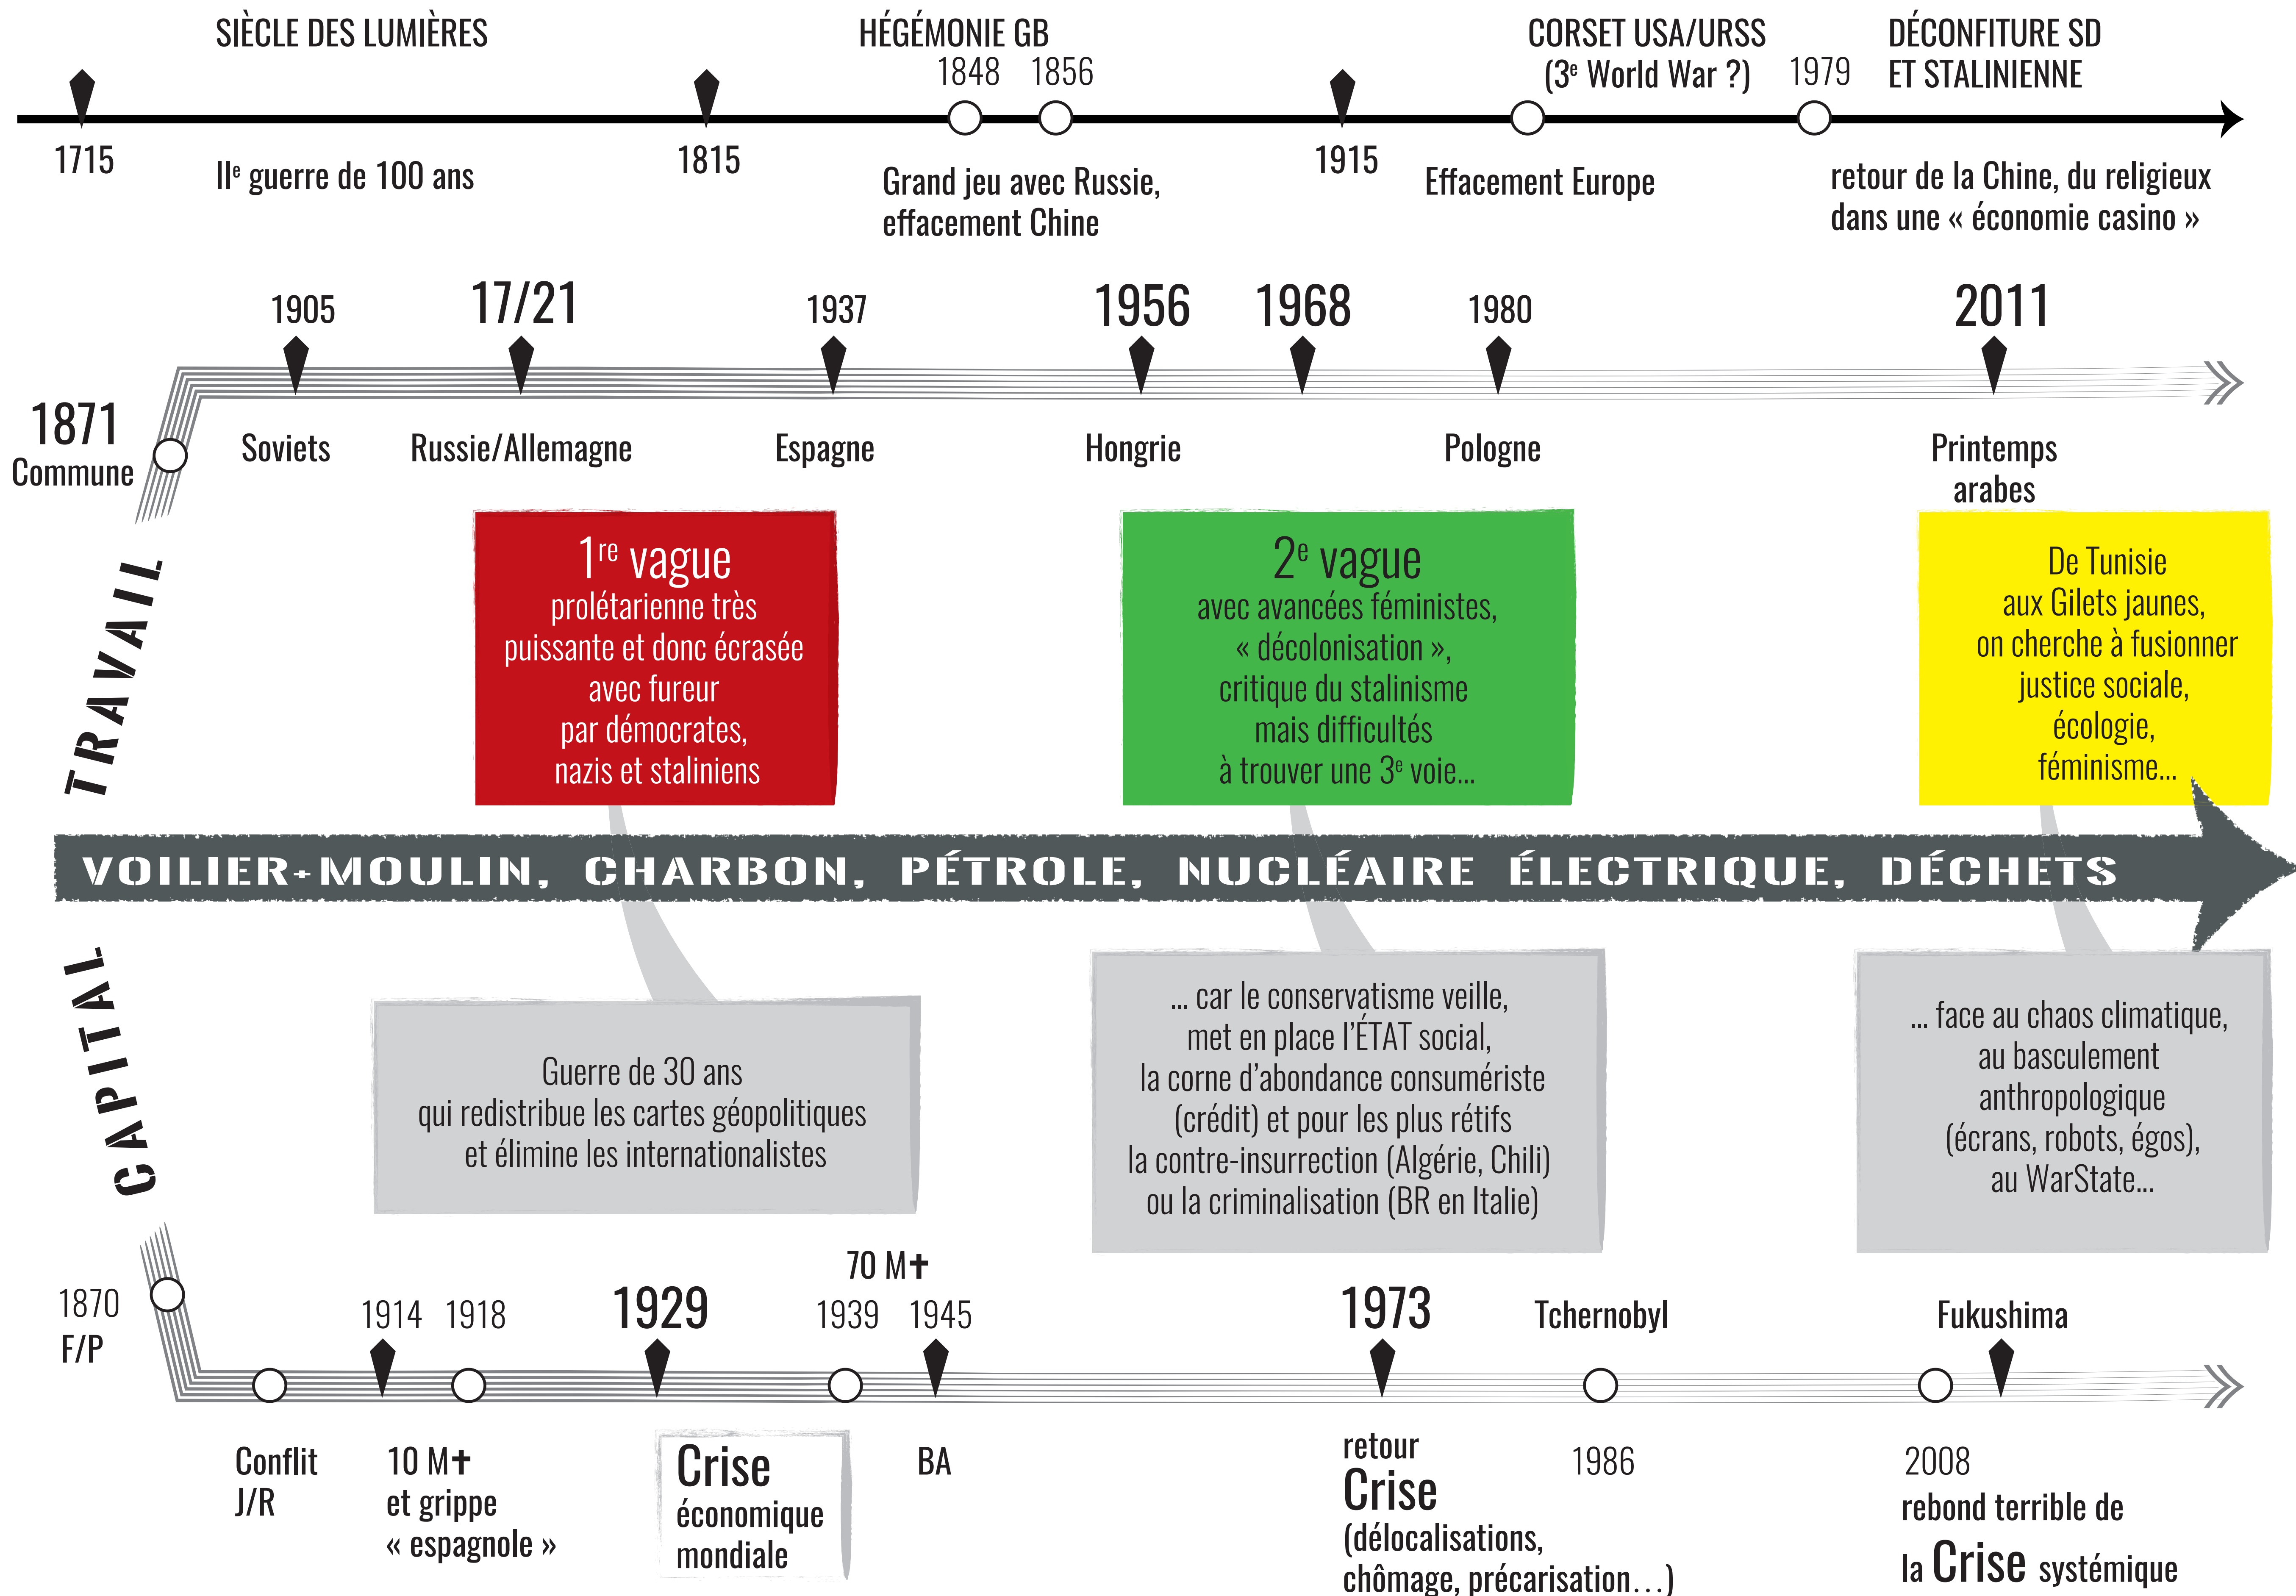 SIÈCLE DES LUMIÈRES
HÉGÉMONIE GB
1848 1856
CORSET USA/URSS
(3e World War ?)
1979
DÉCONFITURE SD
ET STALINIENNE
1715
IIe guerre de 100 ans
1815
Grand jeu avec Russie,
effacement Chine
1915
Effacement Europe
retour de la Chine, du religieux
dans une « économie casino »
1905
17/21
1937
1956
1968
1980
2011
1871
Commune
Soviets
Russie/Allemagne
Espagne
Hongrie
Pologne
Printemps
arabes
TRAVAIL
1re vague
prolétarienne très
puissante et donc écrasée
avec fureur
par démocrates,
nazis et staliniens
2e vague
avec avancées féministes,
« décolonisation »,
critique du stalinisme
mais difficultés
à trouver une 3e voie...
De Tunisie
aux Gilets jaunes,
on cherche à fusionner
justice sociale,
écologie,
féminisme...
VOILIER+MOULIN, CHARBON, PÉTROLE, NUCLÉAIRE ÉLECTRIQUE, DÉCHETS
CAPITAL
Guerre de 30 ans
qui redistribue les cartes géopolitiques
et élimine les internationalistes
... car le conservatisme veille,
met en place l’ÉTAT social,
la corne d’abondance consumériste
(crédit) et pour les plus rétifs
la contre-insurrection (Algérie, Chili)
ou la criminalisation (BR en Italie)
... face au chaos climatique,
au basculement
anthropologique
(écrans, robots, égos),
au WarState...
1870
F/P
1914
1918
1929
70 M✝
1939
1945
1973
Tchernobyl
Fukushima
Conflit
J/R
10 M✝
et grippe
« espagnole »
Crise
économique
mondiale
BA
retour
Crise
(délocalisations,
chômage, précarisation...)
1986
2008
rebond terrible de
la Crise systémique